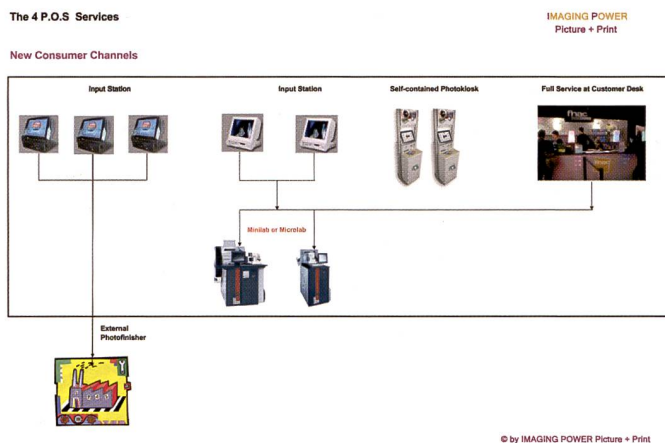 The 4 P.O.S Services
IMAGING POWER
Picture + Print
New Consumer Channels
Input Station
Input Station
Self-contained Photokiosk
Full Service at Customer Desk
fnac
Minilab or Microlab
External
Photofinisher
© by IMAGING POWER Picture + Print